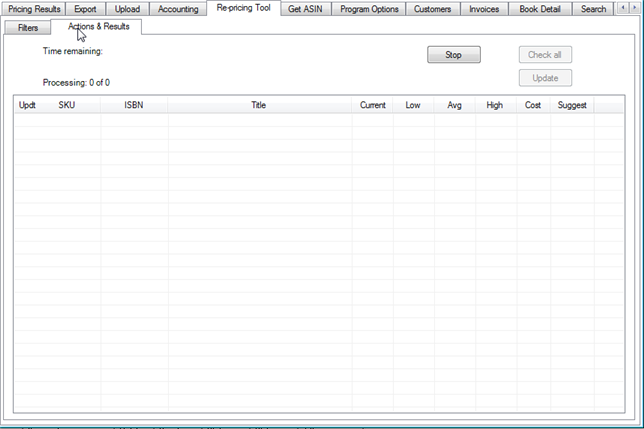 Pricing Results Export Upload Accounting Re-pricing Tool Get ASIN Program Options Customers Invoices Book Detail Search
Filters Actions & Results
Time remaining:
Stop Check all
Update
Processing: 0 of 0
Updt SKU ISBN Title Current Low Avg High Cost Suggest